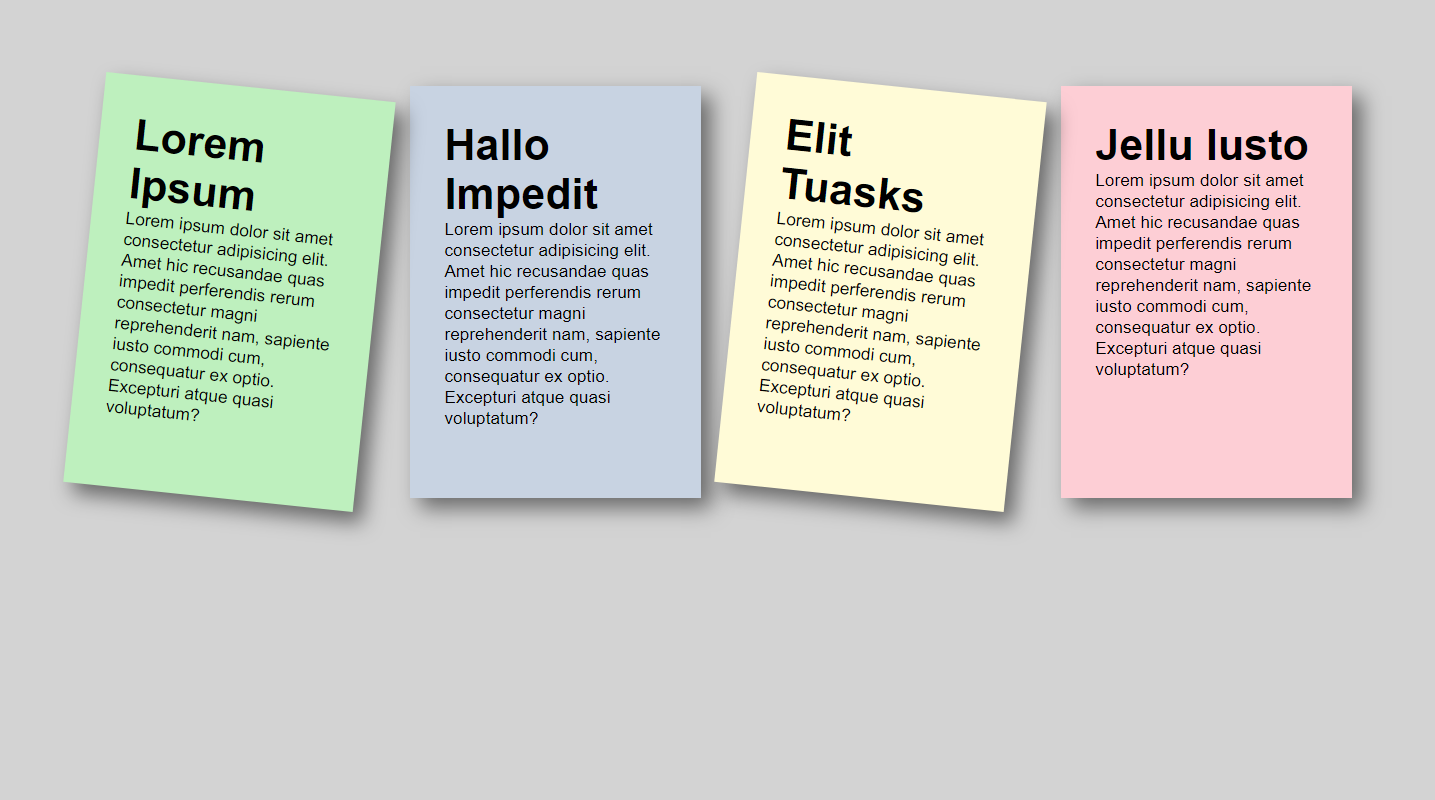 Lorem
Ipsum
Lorem ipsum dolor sit amet
consectetur adipisicing elit.
Amet hic recusandae quas
impedit perferendis rerum
consectetur magni
reprehenderit nam, sapiente
iusto commodi cum,
consequatur ex optio.
Excepturi atque quasi
voluptatum?
Hallo
Impedit
Lorem ipsum dolor sit amet
consectetur adipisicing elit.
Amet hic recusandae quas
impedit perferendis rerum
consectetur magni
reprehenderit nam, sapiente
iusto commodi cum,
consequatur ex optio.
Excepturi atque quasi
voluptatum?
Elit
Tuasks
Lorem ipsum dolor sit amet
consectetur adipisicing elit.
Amet hic recusandae quas
impedit perferendis rerum
consectetur magni
reprehenderit nam, sapiente
iusto commodi cum,
consequatur ex optio.
Excepturi atque quasi
voluptatum?
Jellu Iusto
Lorem ipsum dolor sit amet
consectetur adipisicing elit.
Amet hic recusandae quas
impedit perferendis rerum
consectetur magni
reprehenderit nam, sapiente
iusto commodi cum,
consequatur ex optio.
Excepturi atque quasi
voluptatum?